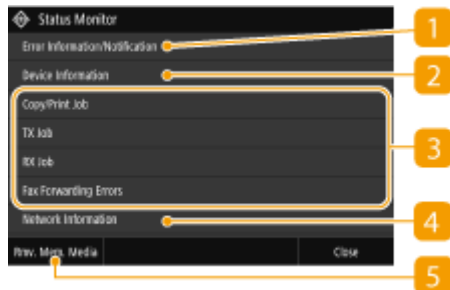 Status Monitor
Error Information/Notification
1
Device Information
2
Copy/Print Job
TX Job
RX Job
3
Fax Forwarding Errors
Network Information
4
Rmv. Mem. Media
Close
5